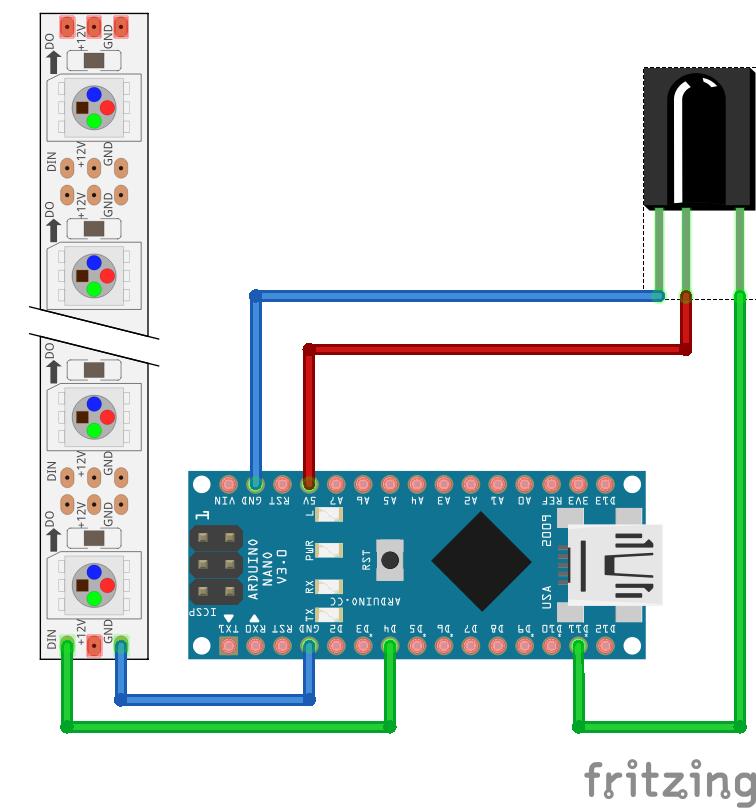 DO +12V GND
DIN +12V GND
DO +12V GND
DO
DIN +12V GND
DO +12V GND
DIN +12V GND
VIN GND RST 5V A7 A6 A5 A4 A3 A2 A1 A0 REF 3V3 D13
L
PWR
RX
TX
1
ARDUINO
NANO
V3.0
ICSP
RST
ARDUINO.CC
USA
TX1 RX0 RST GND D2 D3 D4 D5 D6 D7 D8 D9 D10 D11 D12
fritzing